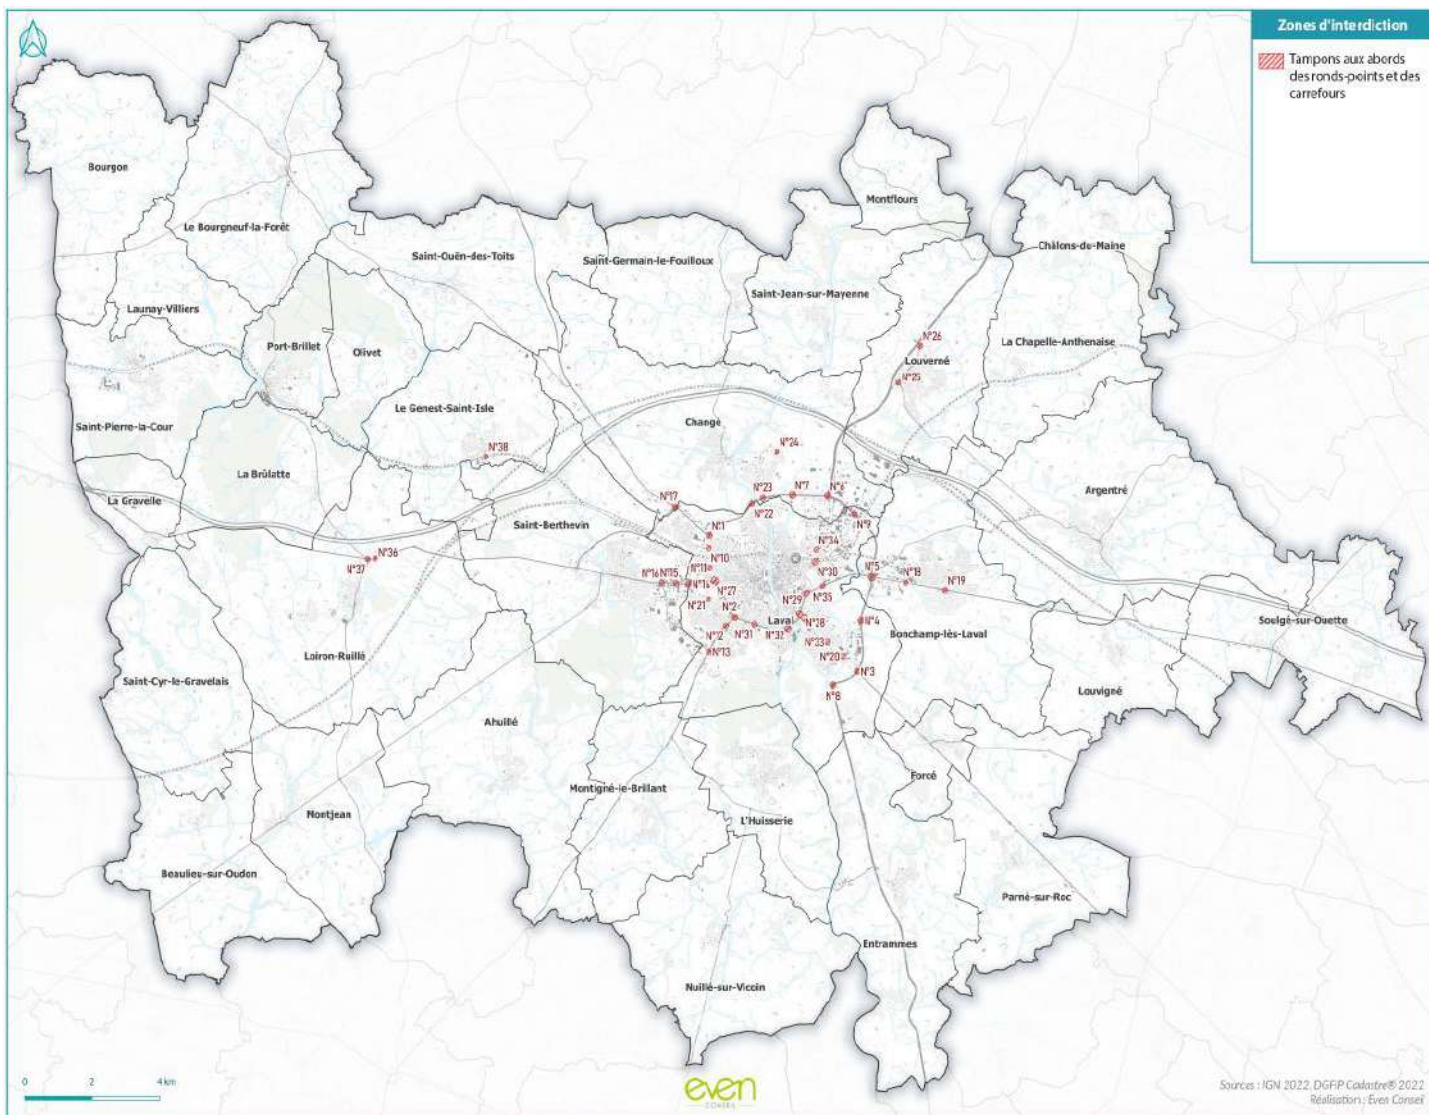 Zones d'interdiction
Tampons aux abords
des ronds-points et des
carrefours
Bourgon
Le Bourgneuf-la-Forêt
Montflours
Saint-Ouën-des-Toits
Saint-Germain-le-Fouilloux
Châlons-du-Maine
Saint-Jean-sur-Mayenne
Launay-Villiers
Port-Brillet
Olivet
N°26
Louverné
La Chapelle-Anthenaise
N°25
Le Genest-Saint-Isle
Changé
Saint-Pierre-la-Cour
N°38
N°24
La Brûlatte
Argentré
La Gravelle
N°17
N°23
N°7
N°6
N°22
N°9
Saint-Berthevin
N°1
N°10
N°34
N°36
N°37
N°11
N°30
N°16
N°15
N°14
N°27
N°5
N°18
N°19
N°21
N°29
N°35
N°2
Laval
N°28
N°4
N°12
N°31
N°32
N°33
Bonchamp-lès-Laval
Soulgé-sur-Ouette
N°13
N°20
N°3
N°8
Loiron-Ruillé
Saint-Cyr-le-Gravelais
Louvigné
Ahuillé
Forcé
Montigné-le-Brillant
L'Huisserie
Montjean
Beaulieu-sur-Oudon
Parné-sur-Roc
Entrammes
Nuillé-sur-Vicoin
0 2 4 km
even
CONSEIL
Sources : IGN 2022, DGFiP Cadastre® 2022
Réalisation : Even Conseil